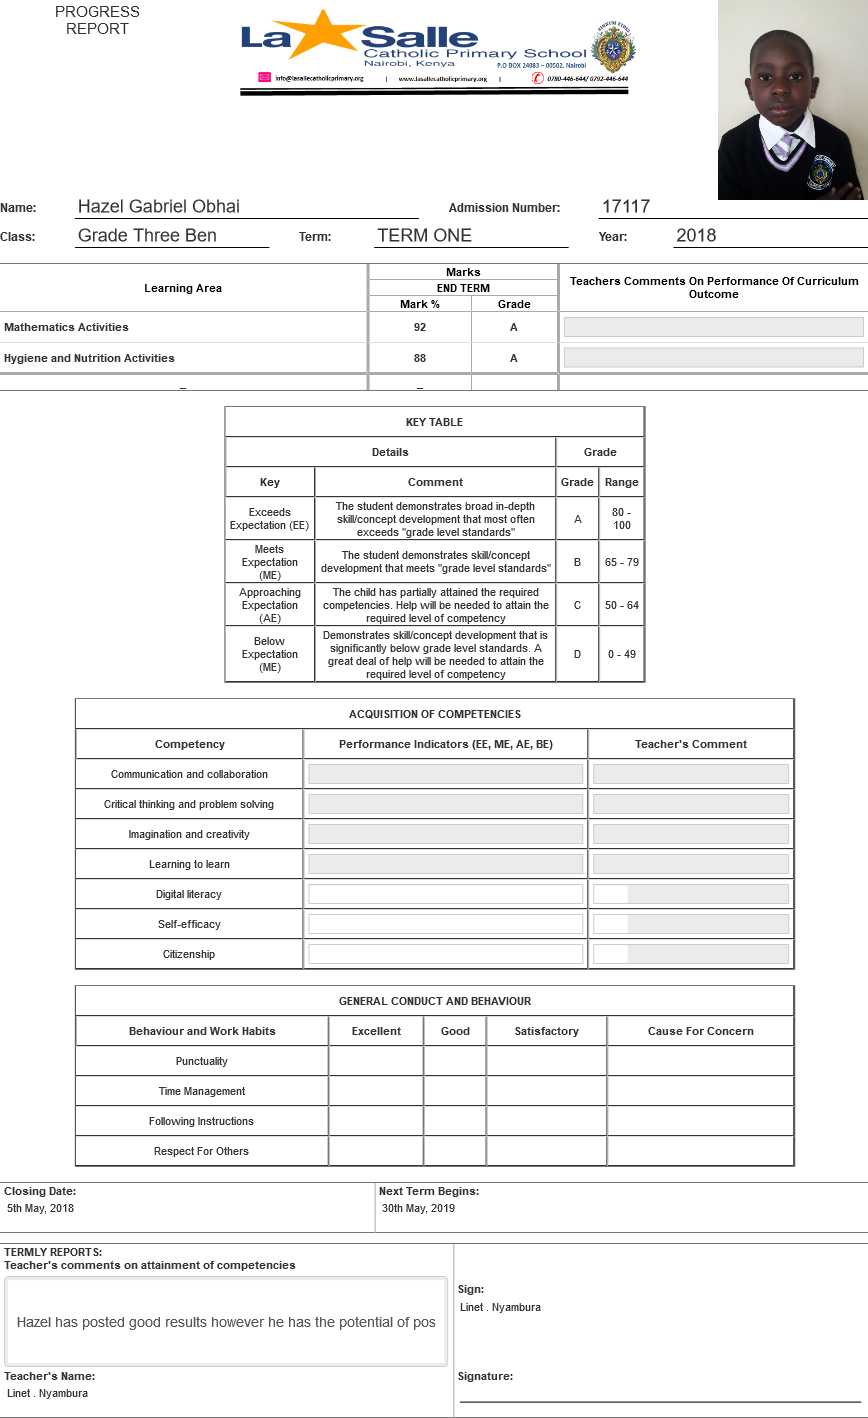 PROGRESS
REPORT
La Salle
Catholic Primary School
Nairobi, Kenya
P.O BOX 24083 – 00502, Nairobi
info@lasallecatholicprimary.org | www.lasallecatholicprimary.org | 0780-446-644/ 0792-446-644
Name: Hazel Gabriel Obhai Admission Number: 17117
Class: Grade Three Ben Term: TERM ONE Year: 2018
Learning Area Marks Teachers Comments On Performance Of Curriculum Outcome
END TERM
Mark % Grade
Mathematics Activities 92 A
Hygiene and Nutrition Activities 88 A
_ _
KEY TABLE
Details Grade
Key Comment Grade Range
Exceeds Expectation (EE) The student demonstrates broad in-depth skill/concept development that most often exceeds "grade level standards" A 80 - 100
Meets Expectation (ME) The student demonstrates skill/concept development that meets "grade level standards" B 65 - 79
Approaching Expectation (AE) The child has partially attained the required competencies. Help will be needed to attain the required level of competency C 50 - 64
Below Expectation (ME) Demonstrates skill/concept development that is significantly below grade level standards. A great deal of help will be needed to attain the required level of competency D 0 - 49
ACQUISITION OF COMPETENCIES
Competency Performance Indicators (EE, ME, AE, BE) Teacher's Comment
Communication and collaboration
Critical thinking and problem solving
Imagination and creativity
Learning to learn
Digital literacy
Self-efficacy
Citizenship
GENERAL CONDUCT AND BEHAVIOUR
Behaviour and Work Habits Excellent Good Satisfactory Cause For Concern
Punctuality
Time Management
Following Instructions
Respect For Others
Closing Date: Next Term Begins:
5th May, 2018 30th May, 2019
TERMLY REPORTS:
Teacher's comments on attainment of competencies
Hazel has posted good results however he has the potential of pos
Sign:
Linet . Nyambura
Teacher's Name: Signature:
Linet . Nyambura